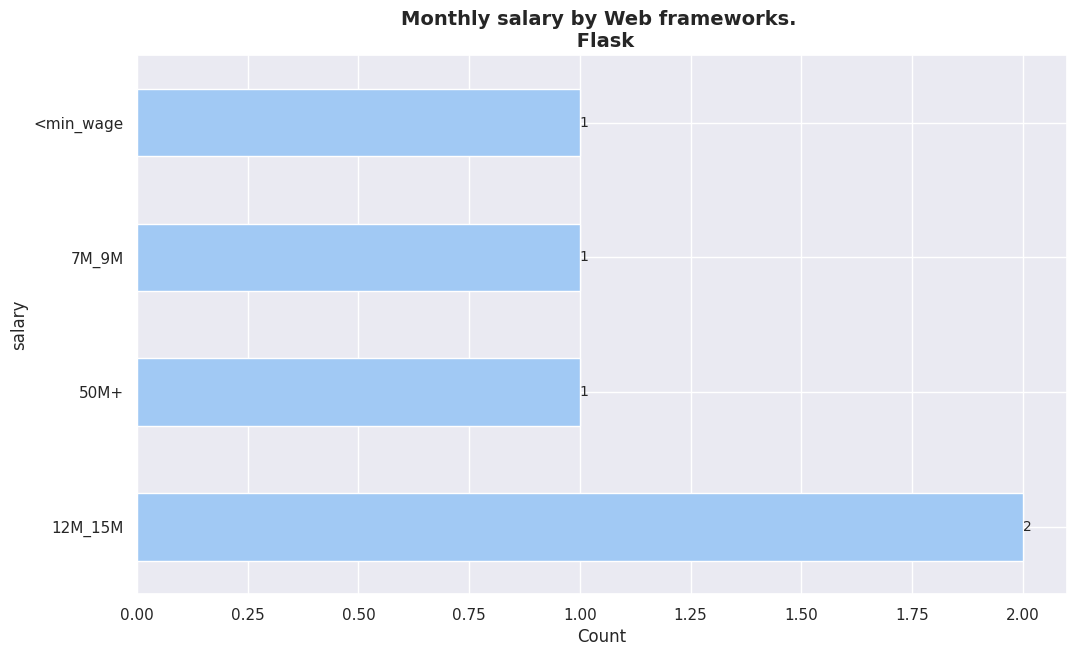 Monthly salary by Web frameworks.
Flask
<min_wage
1
7M_9M
1
50M+
1
12M_15M
2
salary
0.00 0.25 0.50 0.75 1.00 1.25 1.50 1.75 2.00
Count